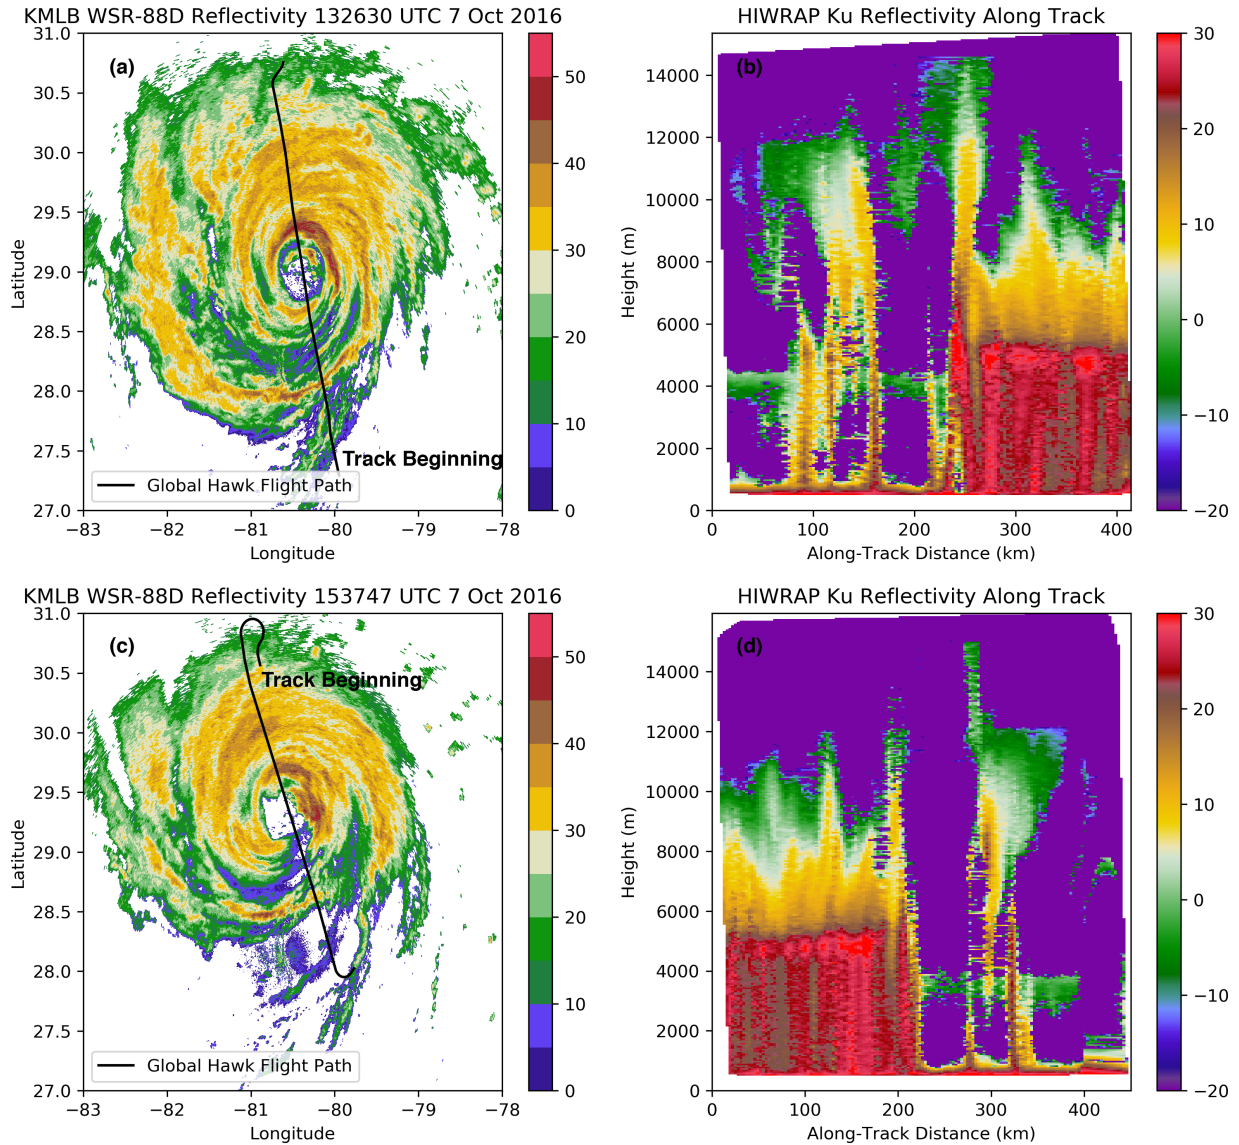 KMLB WSR-88D Reflectivity 132630 UTC 7 Oct 2016
(a)
31.0
30.5
30.0
29.5
29.0
28.5
28.0
27.5
27.0
Latitude
Track Beginning
Global Hawk Flight Path
−83 −82 −81 −80 −79 −78
Longitude
50
40
30
20
10
0
HIWRAP Ku Reflectivity Along Track
(b)
14000
12000
10000
8000
6000
4000
2000
0
Height (m)
0 100 200 300 400
Along-Track Distance (km)
30
20
10
0
−10
−20
KMLB WSR-88D Reflectivity 153747 UTC 7 Oct 2016
(c)
31.0
30.5
30.0
29.5
29.0
28.5
28.0
27.5
27.0
Latitude
Track Beginning
Global Hawk Flight Path
−83 −82 −81 −80 −79 −78
Longitude
50
40
30
20
10
0
HIWRAP Ku Reflectivity Along Track
(d)
14000
12000
10000
8000
6000
4000
2000
0
Height (m)
0 100 200 300 400
Along-Track Distance (km)
30
20
10
0
−10
−20